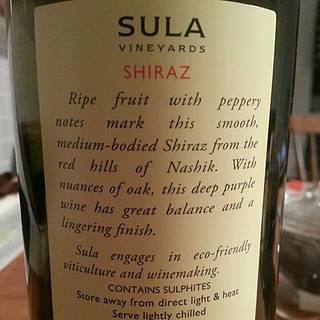 SULA
VINEYARDS
SHIRAZ
Ripe fruit with peppery
notes mark this smooth,
medium-bodied Shiraz from the
red hills of Nashik. With
nuances of oak, this deep purple
wine has great balance and a
lingering finish.
Sula engages in eco-friendly
viticulture and winemaking.
CONTAINS SULPHITES
Store away from direct light & heat
Serve lightly chilled